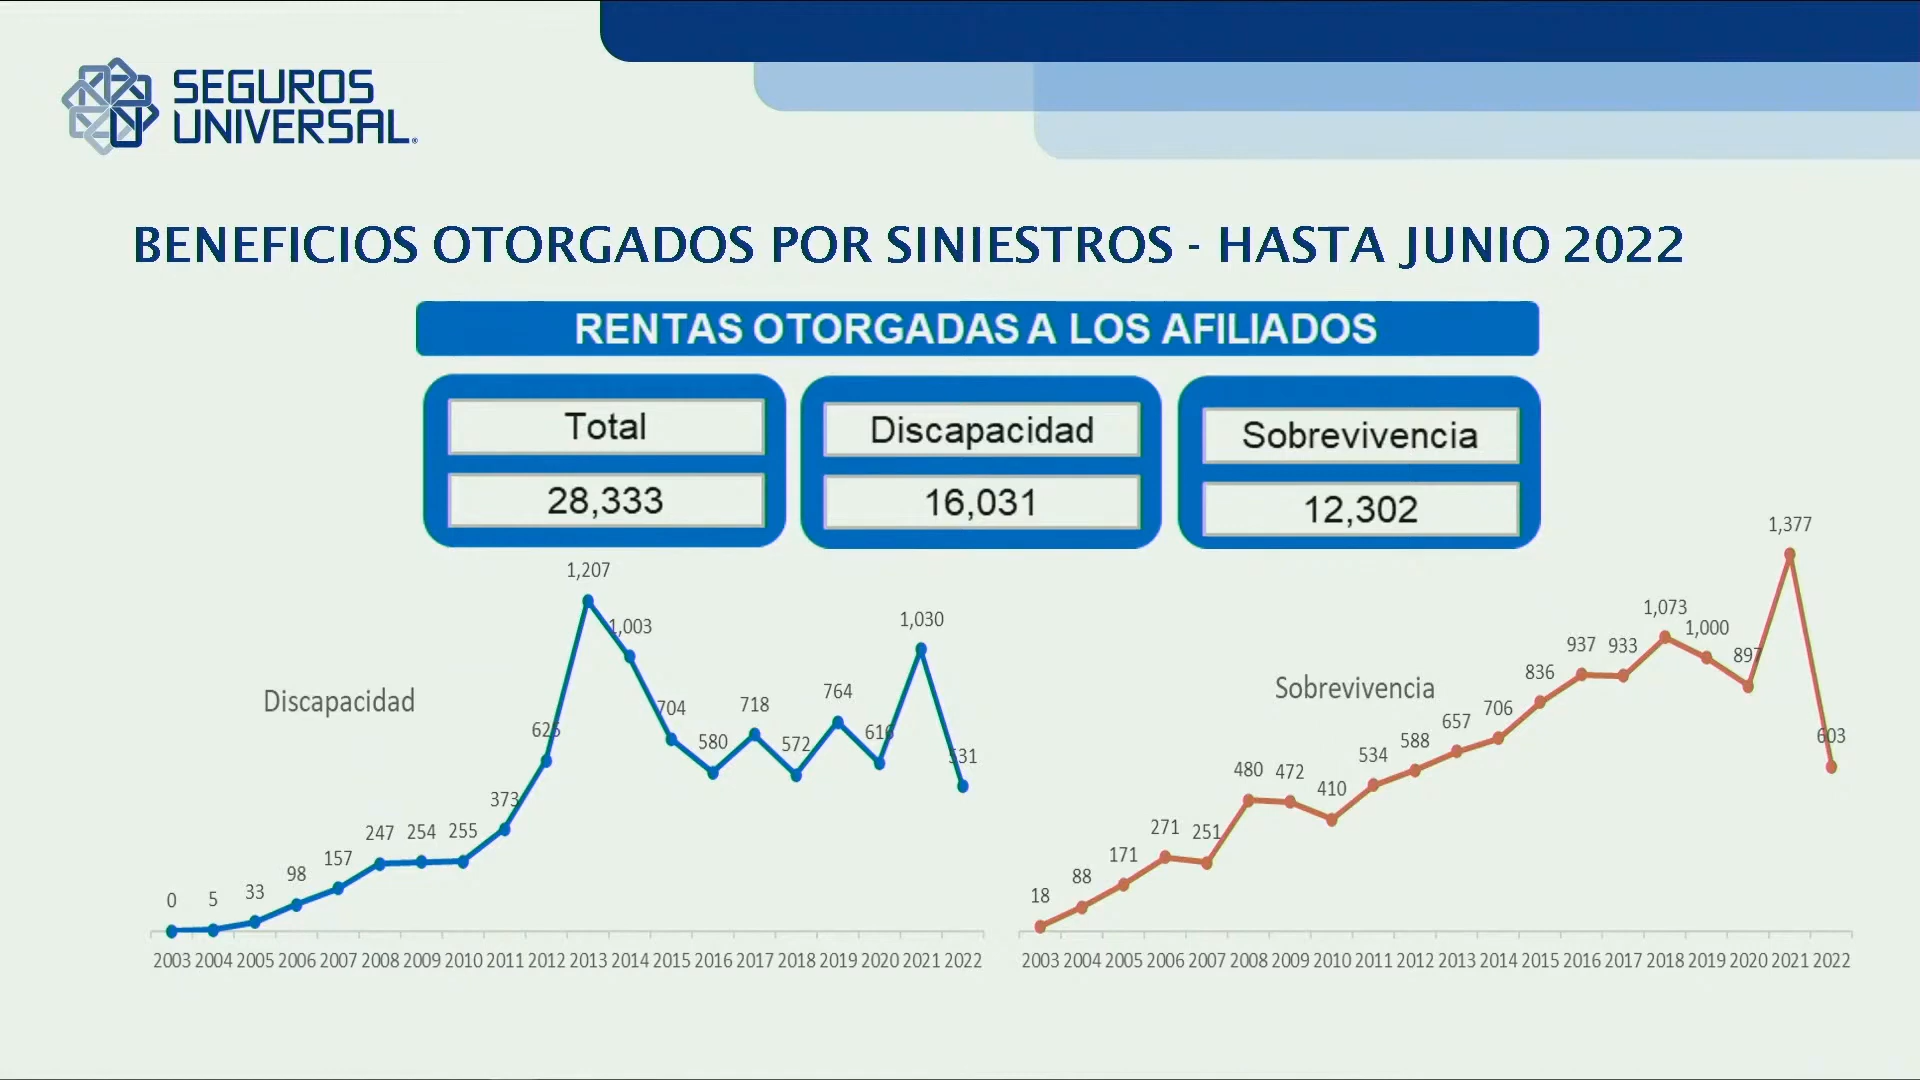 SEGUROS
UNIVERSAL®
BENEFICIOS OTORGADOS POR SINIESTROS - HASTA JUNIO 2022
RENTAS OTORGADAS A LOS AFILIADOS
Total
28,333
Discapacidad
16,031
Sobrevivencia
12,302
Discapacidad
0 5 33 98 157 247 254 255 373 625 1,207 1,003 704 580 718 572 764 616 1,030 531
2003 2004 2005 2006 2007 2008 2009 2010 2011 2012 2013 2014 2015 2016 2017 2018 2019 2020 2021 2022
Sobrevivencia
18 88 171 271 251 480 472 410 534 588 657 706 836 937 933 1,073 1,000 897 1,377 603
2003 2004 2005 2006 2007 2008 2009 2010 2011 2012 2013 2014 2015 2016 2017 2018 2019 2020 2021 2022